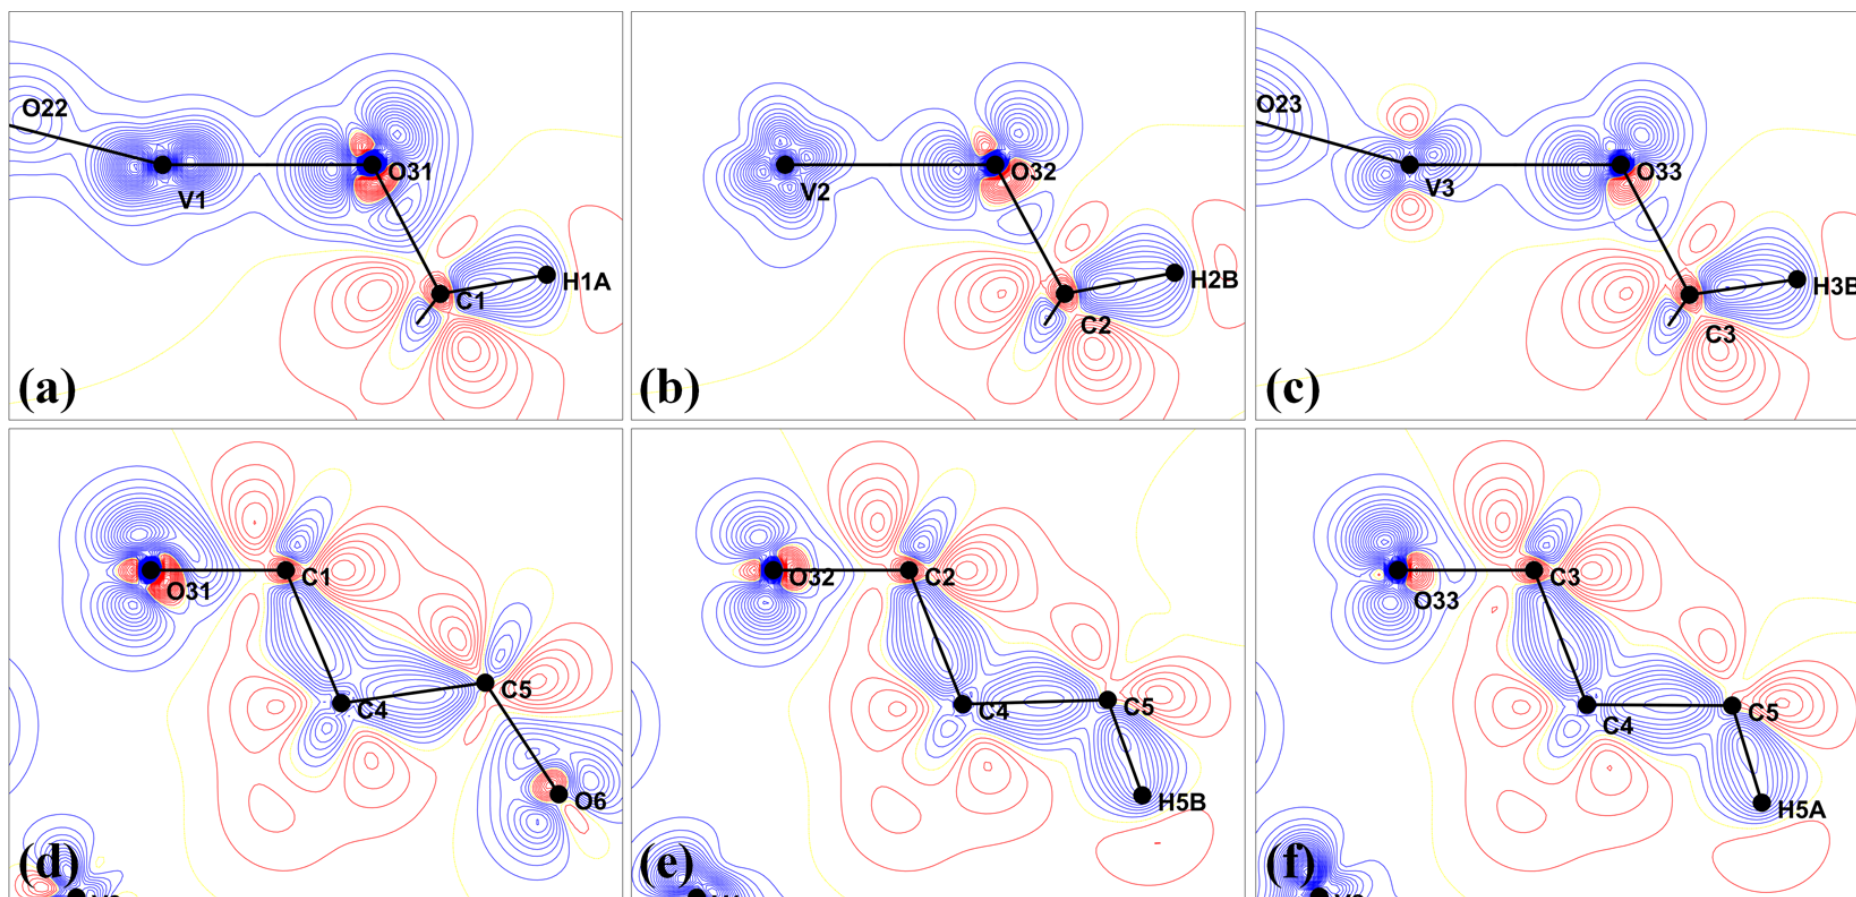 O22
V1
O31
C1
H1A
(a)
V2
O32
C2
H2B
(b)
O23
V3
O33
C3
H3B
(c)
O31
C1
C4
C5
O6
(d)
O32
C2
C4
C5
H5B
(e)
O33
C3
C4
C5
H5A
(f)